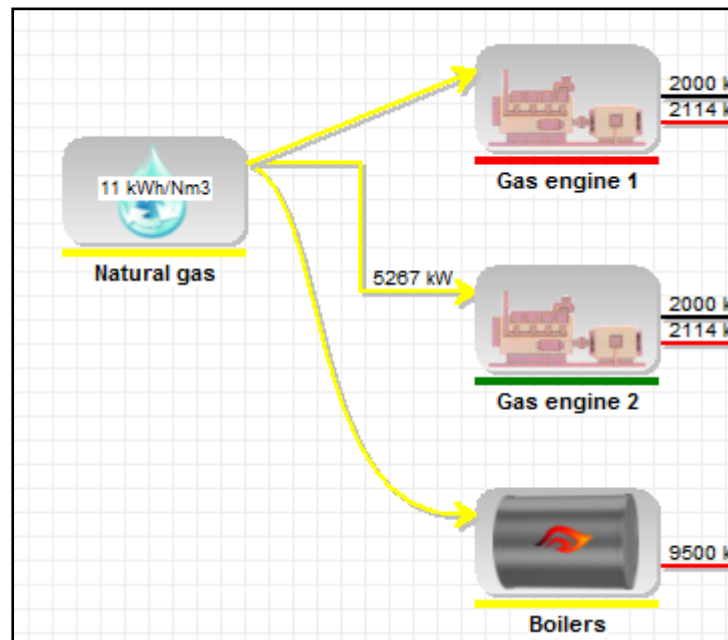 2000 k
2114 k
Gas engine 1
11 kWh/Nm3
Natural gas
5267 kW
2000 k
2114 k
Gas engine 2
9500 k
Boilers